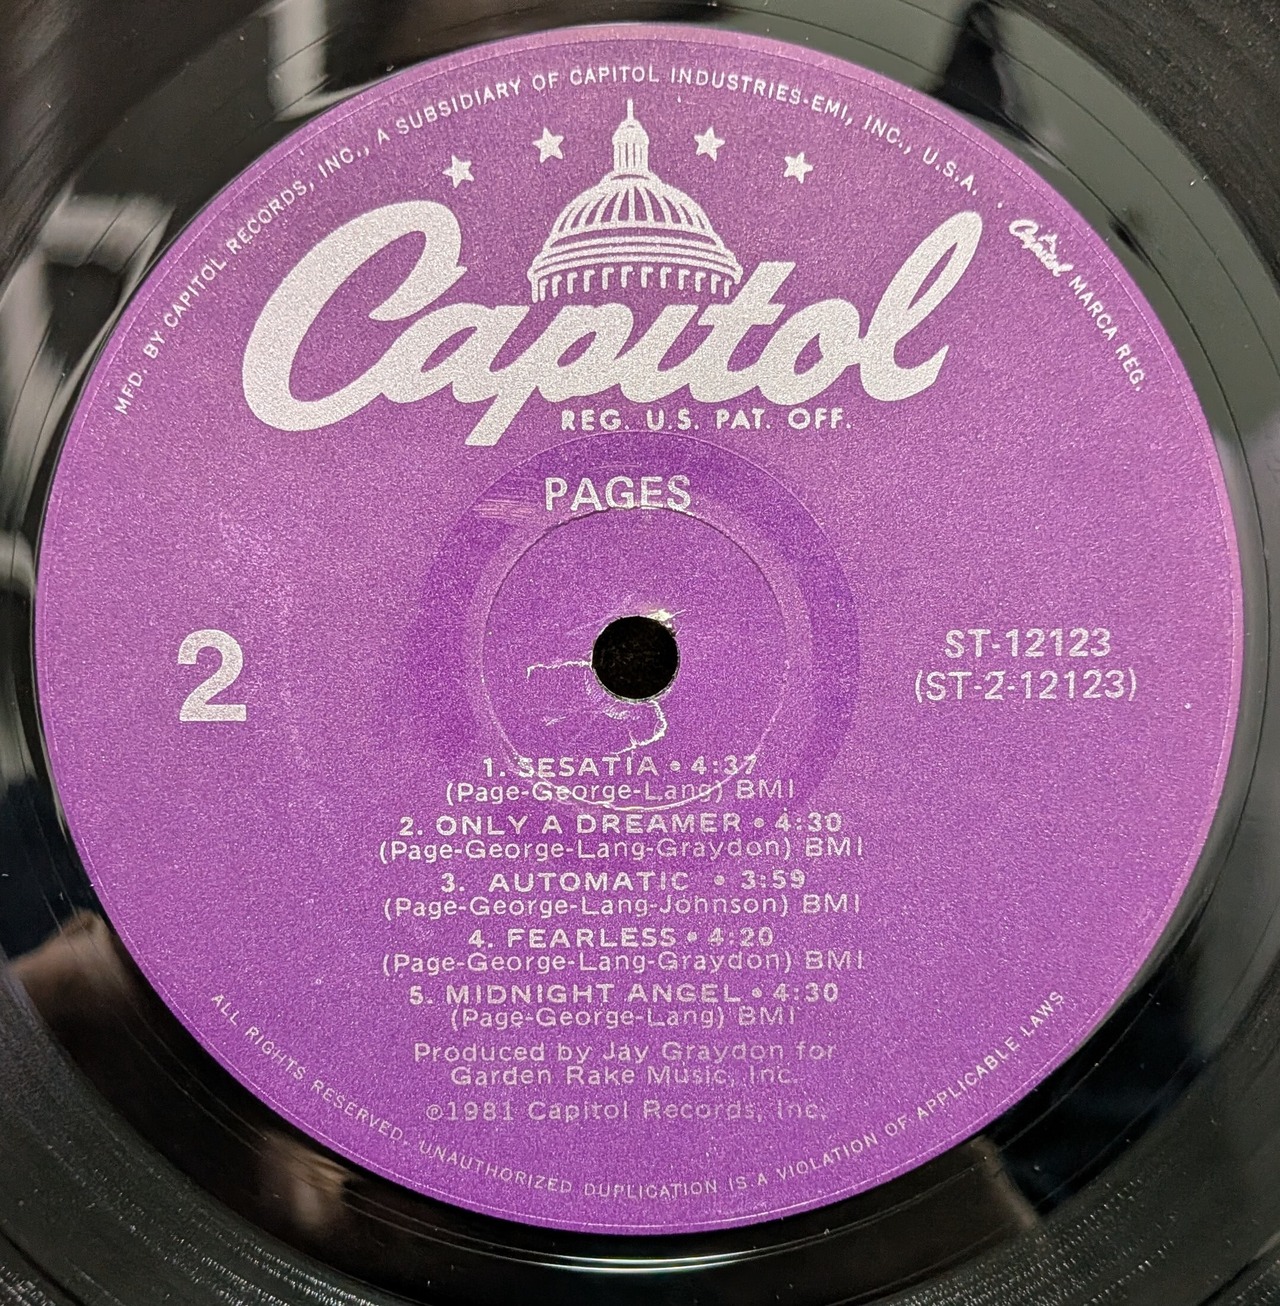 MFD. BY CAPITOL RECORDS, INC., A SUBSIDIARY OF CAPITOL INDUSTRIES-EMI, INC., U.S.A. · Capitol MARCA REG.
Capitol
REG. U.S. PAT. OFF.
PAGES
2
ST-12123
(ST-2-12123)
1. SESATIA • 4:37
(Page-George-Lang) BMI
2. ONLY A DREAMER • 4:30
(Page-George-Lang-Graydon) BMI
3. AUTOMATIC • 3:59
(Page-George-Lang-Johnson) BMI
4. FEARLESS • 4:20
(Page-George-Lang-Graydon) BMI
5. MIDNIGHT ANGEL • 4:30
(Page-George-Lang) BMI
Produced by Jay Graydon for
Garden Rake Music, Inc.
℗1981 Capitol Records, Inc.
ALL RIGHTS RESERVED. UNAUTHORIZED DUPLICATION IS A VIOLATION OF APPLICABLE LAWS